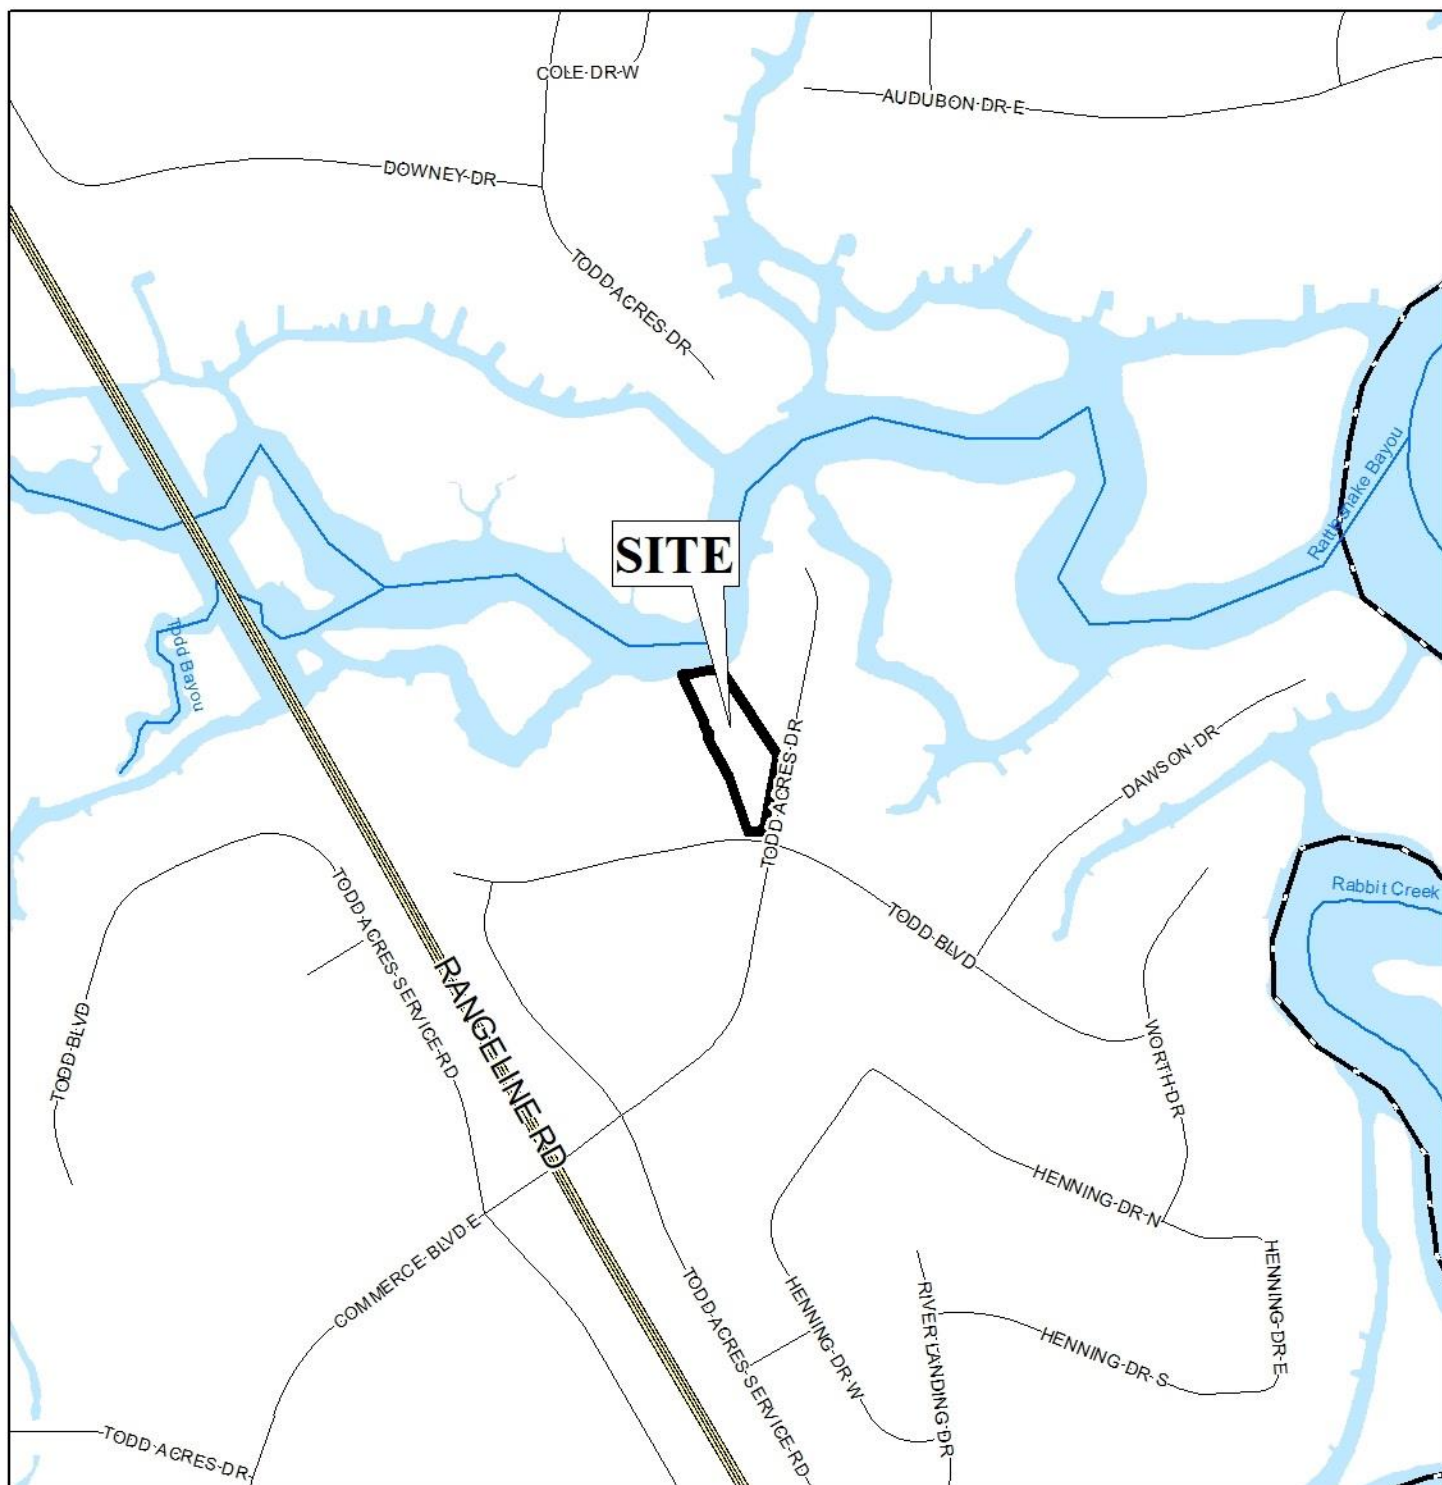 COLE DR W
AUDUBON DR E
DOWNEY DR
TODD ACRES DR
Rattlesnake Bayou
SITE
Todd Bayou
TODD ACRES DR
DAWSON DR
TODD ACRES SERVICE RD
Rabbit Creek
TODD BLVD
RANGELINE RD
TODD BLVD
WORTH DR
HENNING DR N
COMMERCE BLVD E
HENNING DR E
TODD ACRES SERVICE RD
HENNING DR W
RIVER LANDING DR
HENNING DR S
TODD ACRES DR